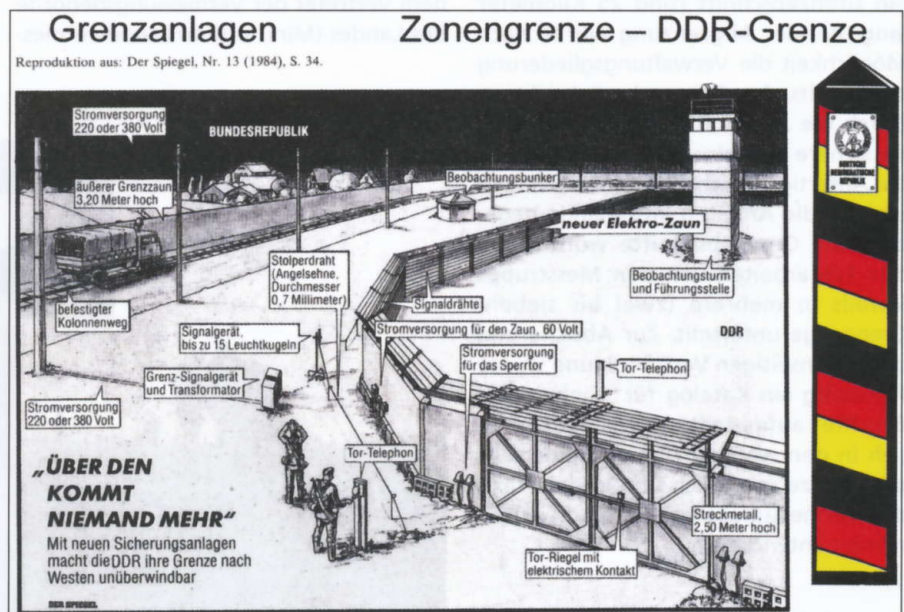 Grenzanlagen Zonengrenze DDR-Grenze
Reproduktion aus: Der Spiegel, Nr. 13 (1984), S. 34.
Stromversorgung
220 oder 380 Volt
BUNDESREPUBLIK
äußerer Grenzzaun
3,20 Meter hoch
Beobachtungsbunker
neuer Elektro-Zaun
DEUTSCHE
DEMOKRATISCHE
REPUBLIK
befestigter
Kolonnenweg
Stolperdraht
(Angelsehne,
Durchmesser
0,7 Millimeter)
Signaldrähte
Beobachtungsturm
und Führungsstelle
Signalgerät,
bis zu 15 Leuchtkugeln
Stromversorgung für den Zaun, 60 Volt
DDR
Grenz-Signalgerät
und Transformator
Stromversorgung
für das Sperrtor
Tor-Telephon
Stromversorgung
220 oder 380 Volt
Tor-Telephon
„ÜBER DEN
KOMMT
NIEMAND MEHR“
Mit neuen Sicherungsanlagen
macht die DDR ihre Grenze nach
Westen unüberwindbar
Streckmetall,
2,50 Meter hoch
Tor-Riegel mit
elektrischem Kontakt
DER SPIEGEL